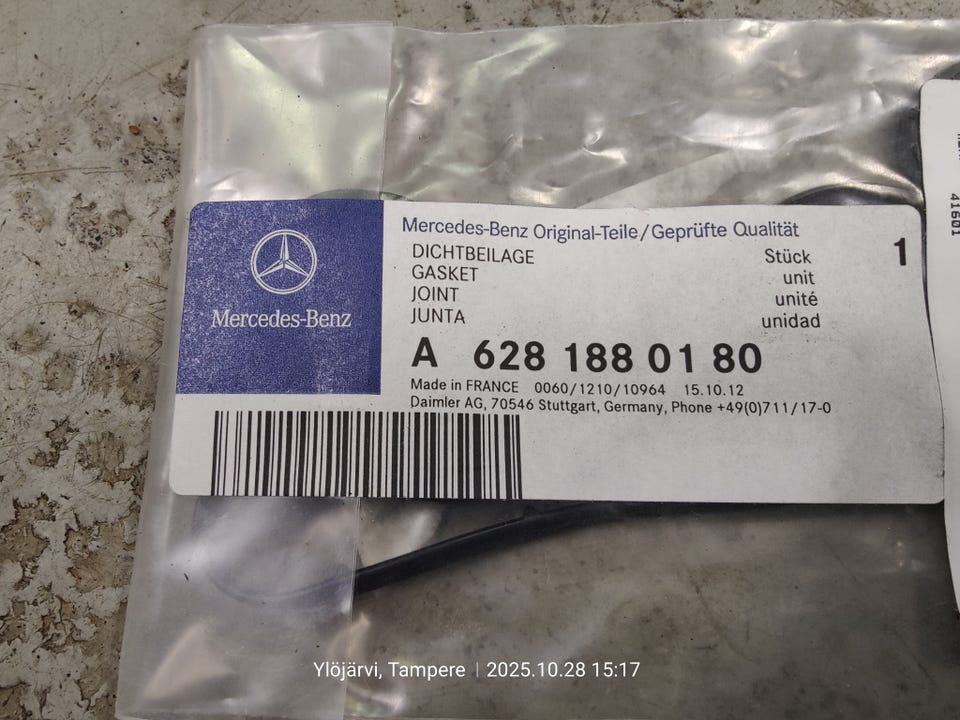 Mercedes-Benz Original-Teile/Geprüfte Qualität
DICHTBEILAGE Stück 1
GASKET unit
JOINT unité
JUNTA unidad
Mercedes-Benz
A 628 188 01 80
Made in FRANCE 0060/1210/10964 15.10.12
Daimler AG, 70546 Stuttgart, Germany, Phone +49(0)711/17-0
41601
Ylöjärvi, Tampere | 2025.10.28 15:17